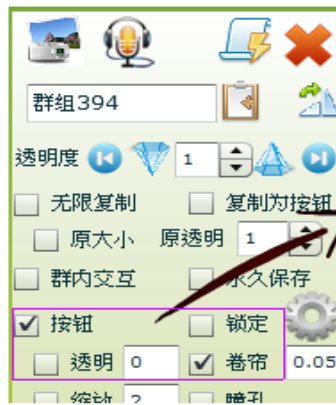 群组394
透明度 1
无限复制 复制为按钮
原大小 原透明 1
群内交互 永久保存
按钮 锁定
透明 0 卷帘 0.05
缩放 2 瞳孔